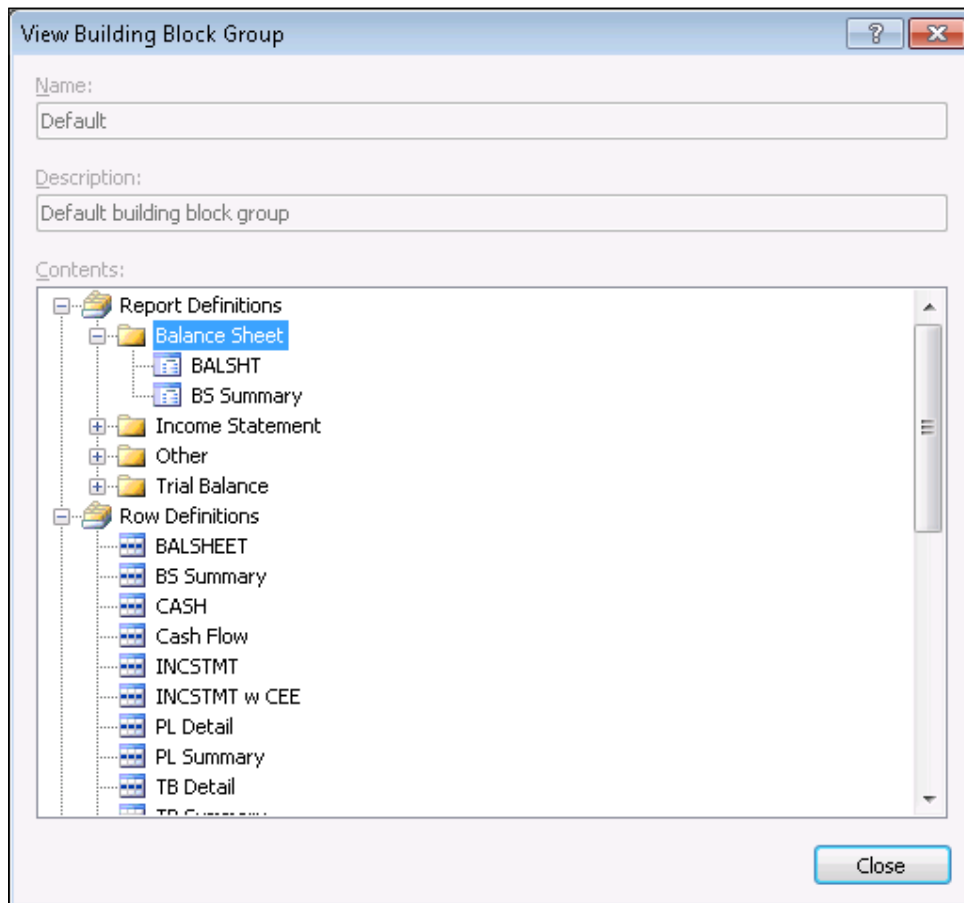 View Building Block Group
Name:
Default
Description:
Default building block group
Contents:
Report Definitions
Balance Sheet
BALSHT
BS Summary
Income Statement
Other
Trial Balance
Row Definitions
BALSHEET
BS Summary
CASH
Cash Flow
INCSTMT
INCSTMT w CEE
PL Detail
PL Summary
TB Detail
TB Summary
Close